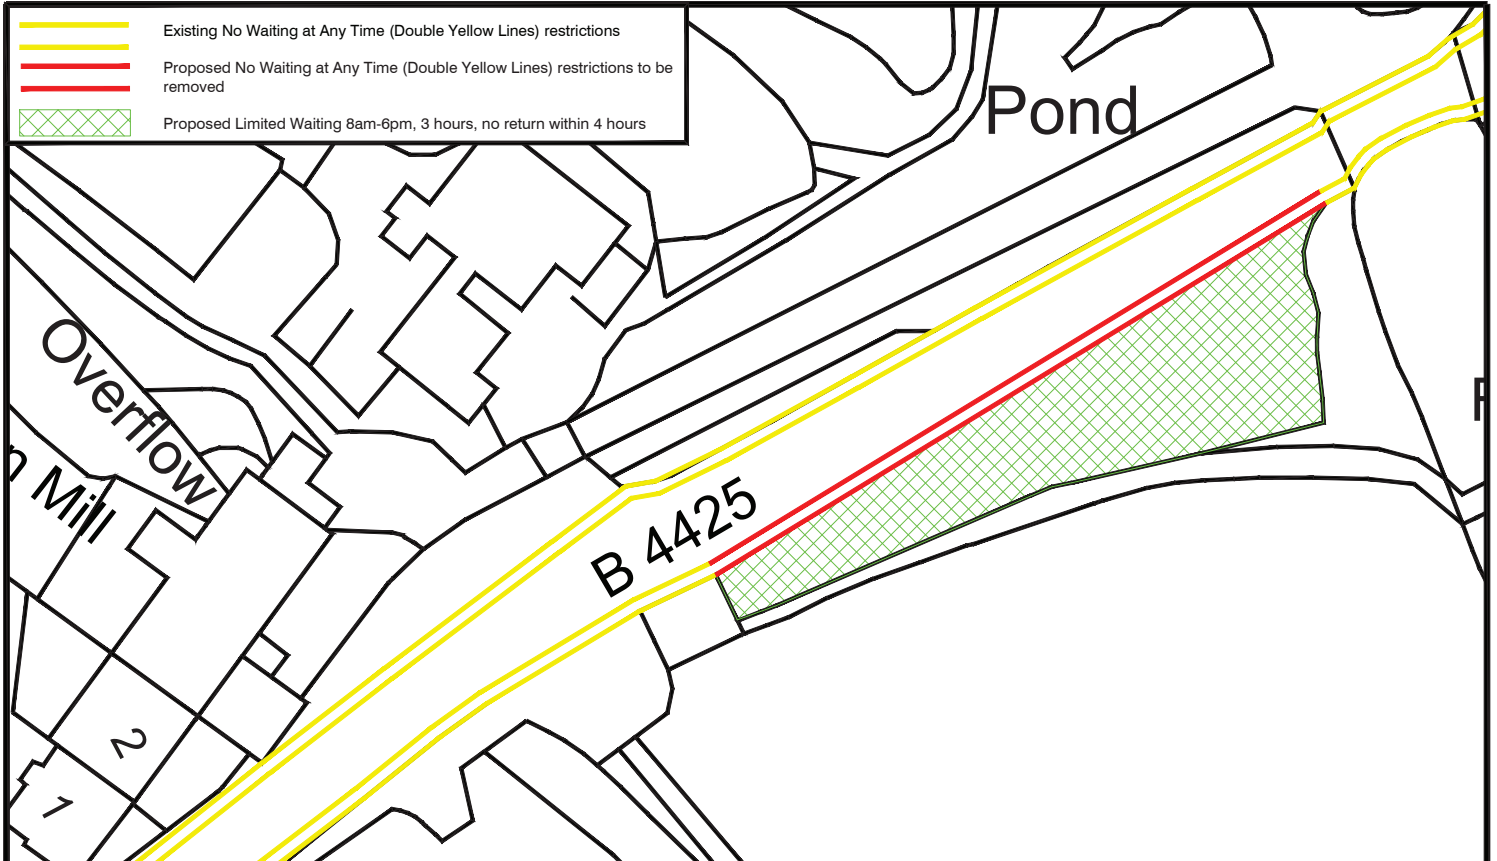 Existing No Waiting at Any Time (Double Yellow Lines) restrictions
Proposed No Waiting at Any Time (Double Yellow Lines) restrictions to be
removed
Proposed Limited Waiting 8am-6pm, 3 hours, no return within 4 hours
Pond
Overflow
n Mill
B 4425
2
1